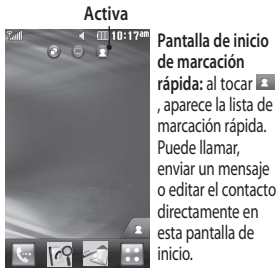 Activa
10:17am
Pantalla de inicio
de marcación
rápida: al tocar
, aparece la lista de
marcación rápida.
Puede llamar,
enviar un mensaje
o editar el contacto
directamente en
esta pantalla de
inicio.